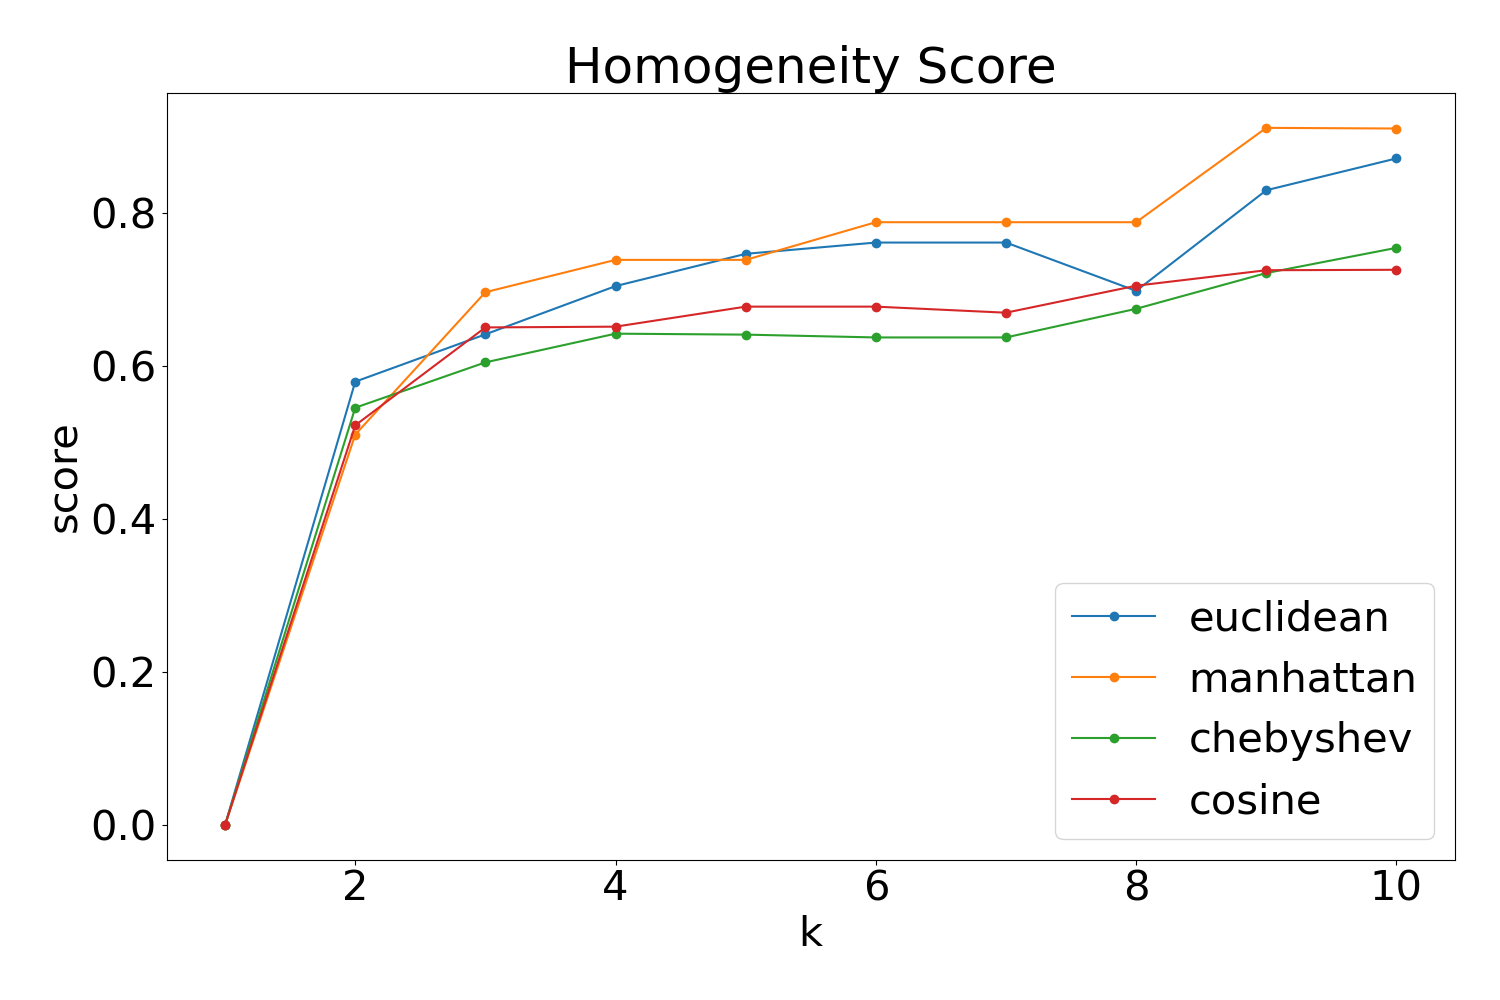 Homogeneity Score
0.8
0.6
0.4
0.2
0.0
score
2 4 6 8 10
k
euclidean
manhattan
chebyshev
cosine